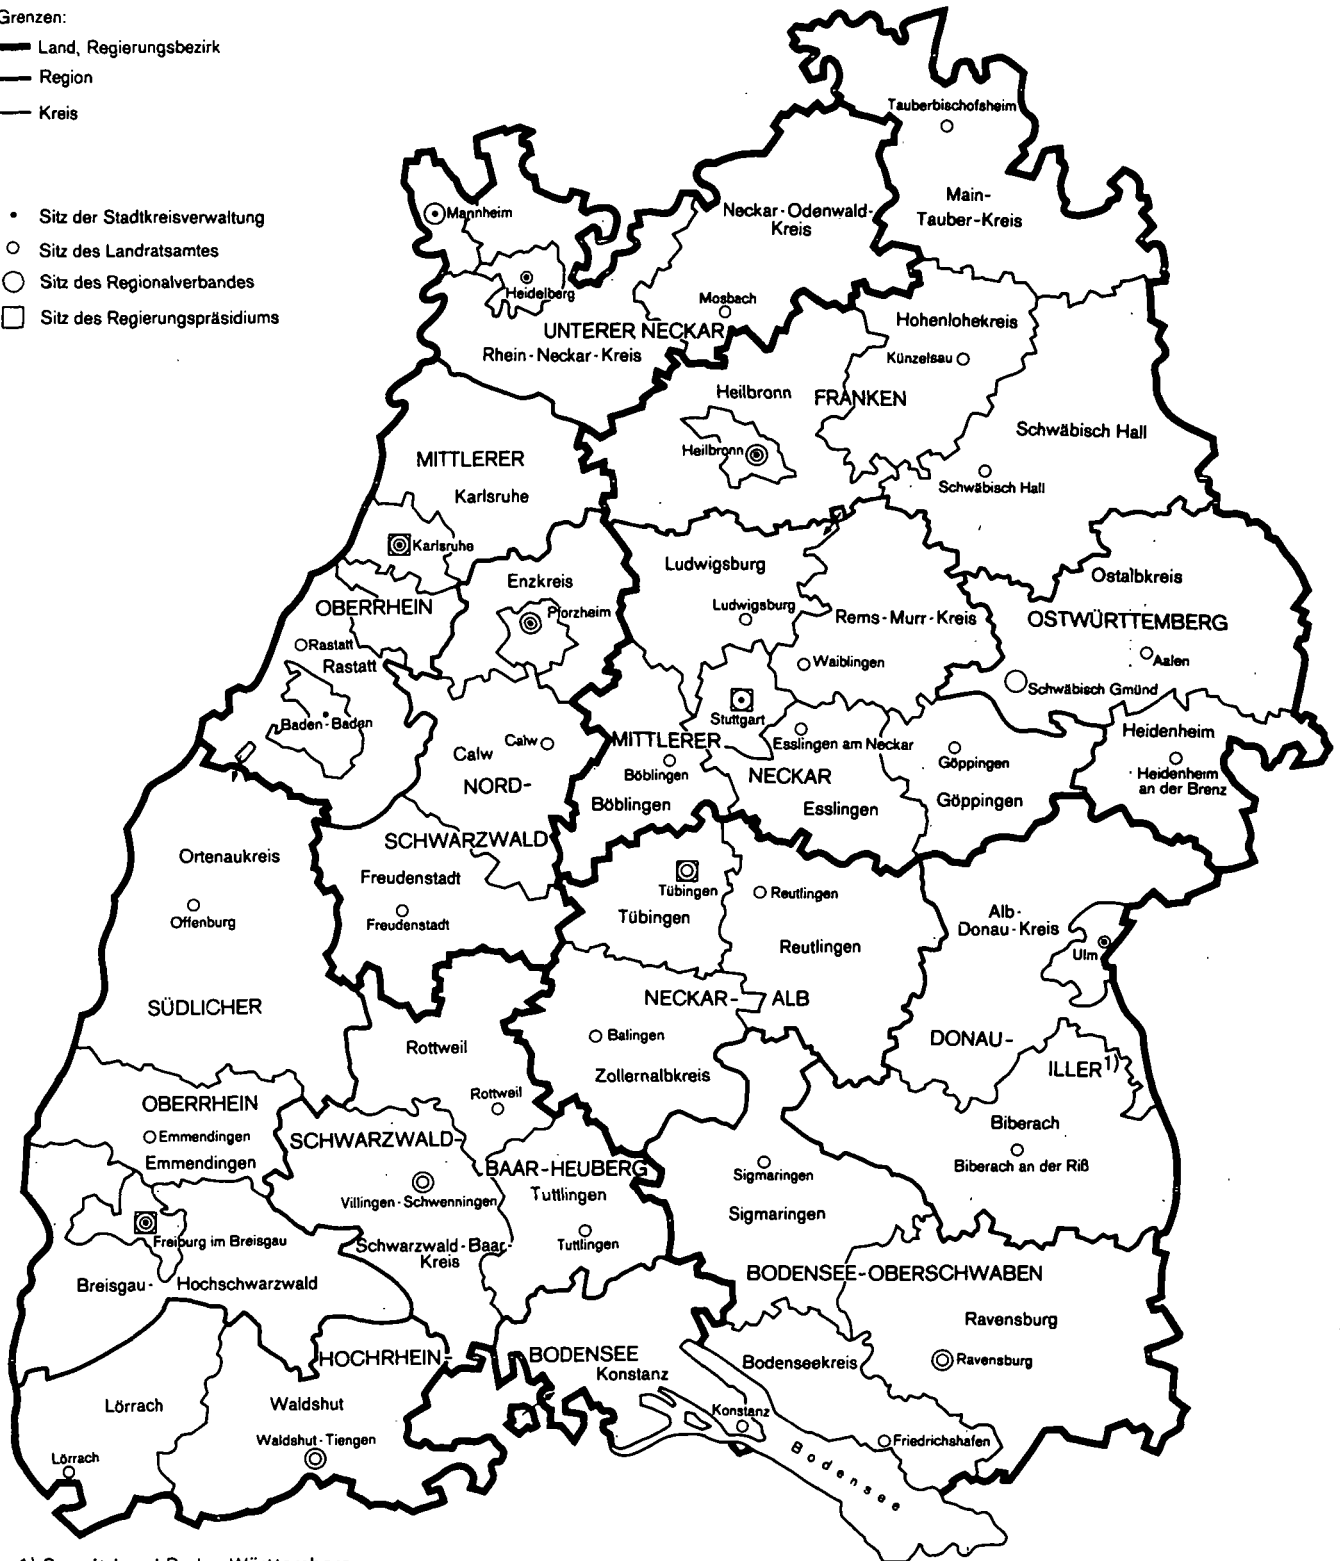 Grenzen:
Land, Regierungsbezirk
Region
Kreis
Sitz der Stadtkreisverwaltung
Sitz des Landratsamtes
Sitz des Regionalverbandes
Sitz des Regierungspräsidiums
Tauberbischofsheim
Main-
Tauber-Kreis
Mannheim
Neckar-Odenwald-
Kreis
Heidelberg
Mosbach
UNTERER NECKAR
Rhein-Neckar-Kreis
Hohenlohekreis
Künzelsau
Heilbronn
FRANKEN
Heilbronn
Schwäbisch Hall
Schwäbisch Hall
MITTLERER
Karlsruhe
Karlsruhe
OBERRHEIN
Rastatt
Rastatt
Baden-Baden
Enzkreis
Pforzheim
Ludwigsburg
Ludwigsburg
Rems-Murr-Kreis
Waiblingen
Ostalbkreis
OSTWÜRTTEMBERG
Aalen
Schwäbisch Gmünd
Stuttgart
Calw
Calw
NORD-
SCHWARZWALD
MITTLERER
NECKAR
Böblingen
Böblingen
Esslingen am Neckar
Esslingen
Göppingen
Göppingen
Heidenheim
Heidenheim
an der Brenz
Ortenaukreis
Offenburg
Freudenstadt
Freudenstadt
Tübingen
Tübingen
Reutlingen
Reutlingen
Alb-
Donau-Kreis
Ulm
SÜDLICHER
OBERRHEIN
NECKAR-
ALB
Balingen
Zollernalbkreis
DONAU-
ILLER1)
Rottweil
Rottweil
Biberach
Biberach an der Riß
Emmendingen
Emmendingen
SCHWARZWALD-
BAAR-HEUBERG
Villingen-Schwenningen
Tuttlingen
Tuttlingen
Sigmaringen
Sigmaringen
Freiburg im Breisgau
Schwarzwald-Baar-
Kreis
Breisgau-
Hochschwarzwald
BODENSEE-OBERSCHWABEN
Ravensburg
Ravensburg
HOCHRHEIN-
BODENSEE
Konstanz
Bodenseekreis
Lörrach
Lörrach
Waldshut
Waldshut-Tiengen
Konstanz
Friedrichshafen
Bodensee